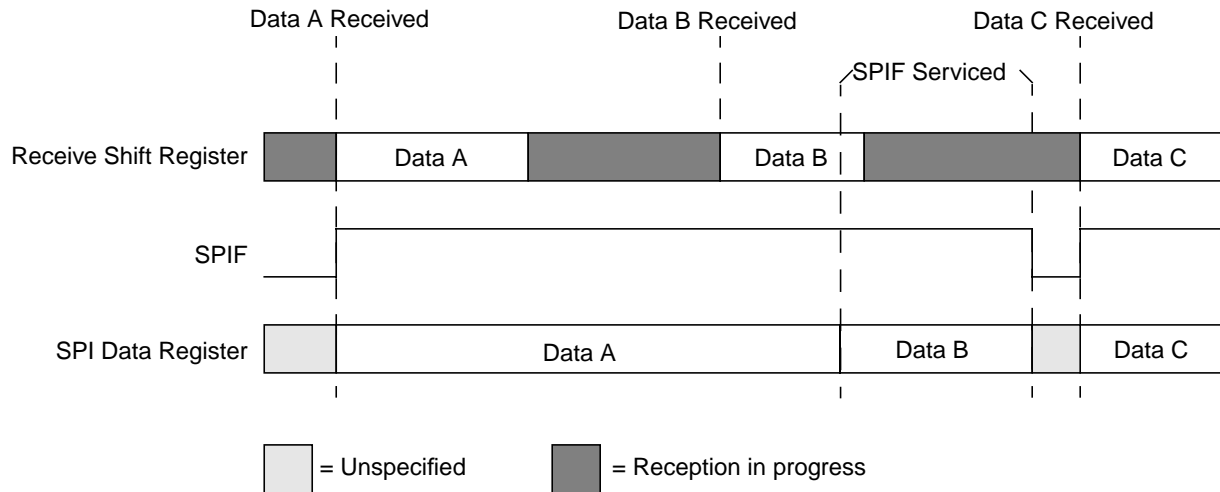 Data A Received
Data B Received
Data C Received
SPIF Serviced
Receive Shift Register
Data A
Data B
Data C
SPIF
SPI Data Register
Data A
Data B
Data C
= Unspecified
= Reception in progress